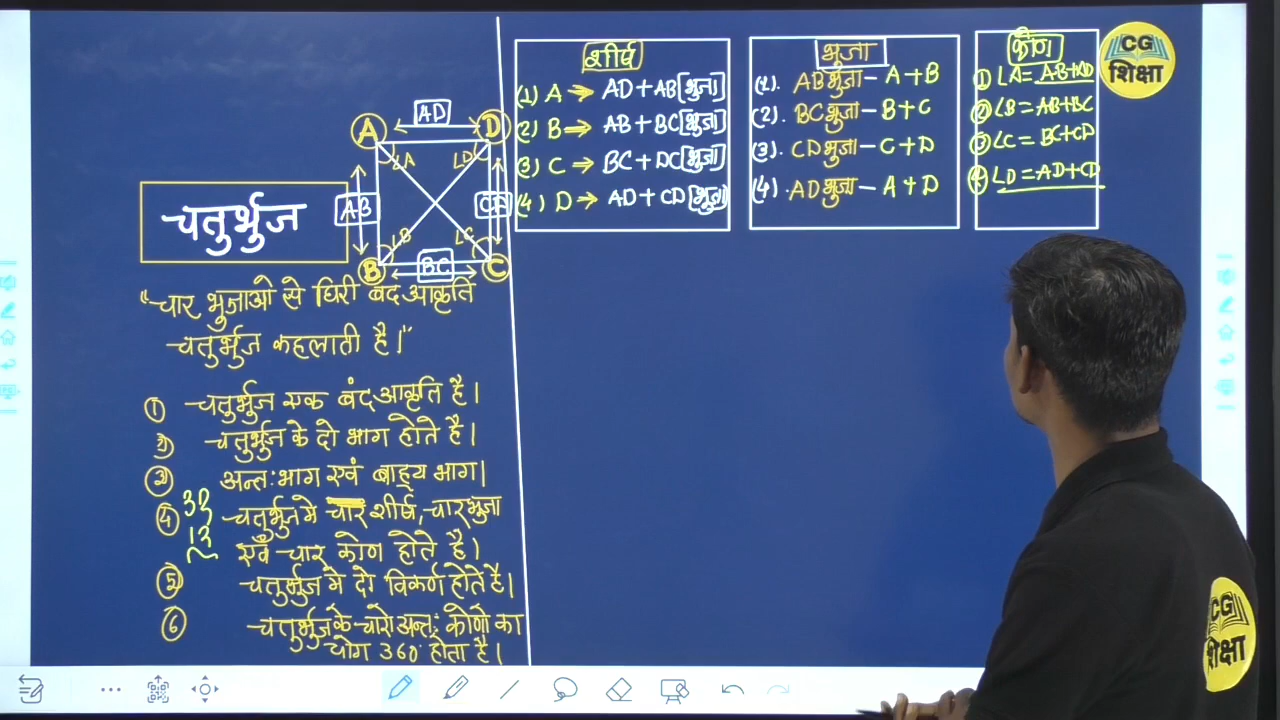 AD
A
D
∠A
∠D
AB
CD
∠B
∠C
B
BC
C
चतुर्भुज
"चार भुजाओ से घिरी बंद आकृति
चतुर्भुज कहलाती है।"
① चतुर्भुज एक बंद आकृति है।
② चतुर्भुज के दो भाग होते है।
③ अन्तः भाग एवं बाह्य भाग।
④ चतुर्भुज मे चार शीर्ष, चार भुजा
एवं चार कोण होते है।
⑤ चतुर्भुज मे दो विकर्ण होते है।
⑥ चतुर्भुज के चारो अन्तः कोणो का
योग 360° होता है।
शीर्ष
(1) A → AD + AB [भुजा]
(2) B → AB + BC [भुजा]
(3) C → BC + DC [भुजा]
(4) D → AD + CD [भुजा]
भुजा
(1). AB भुजा - A + B
(2). BC भुजा - B + C
(3). CD भुजा - C + D
(4). AD भुजा - A + D
कोण
① ∠A = AB + AD
② ∠B = AB + BC
③ ∠C = BC + CD
④ ∠D = AD + CD
CG
शिक्षा
CG
शिक्षा